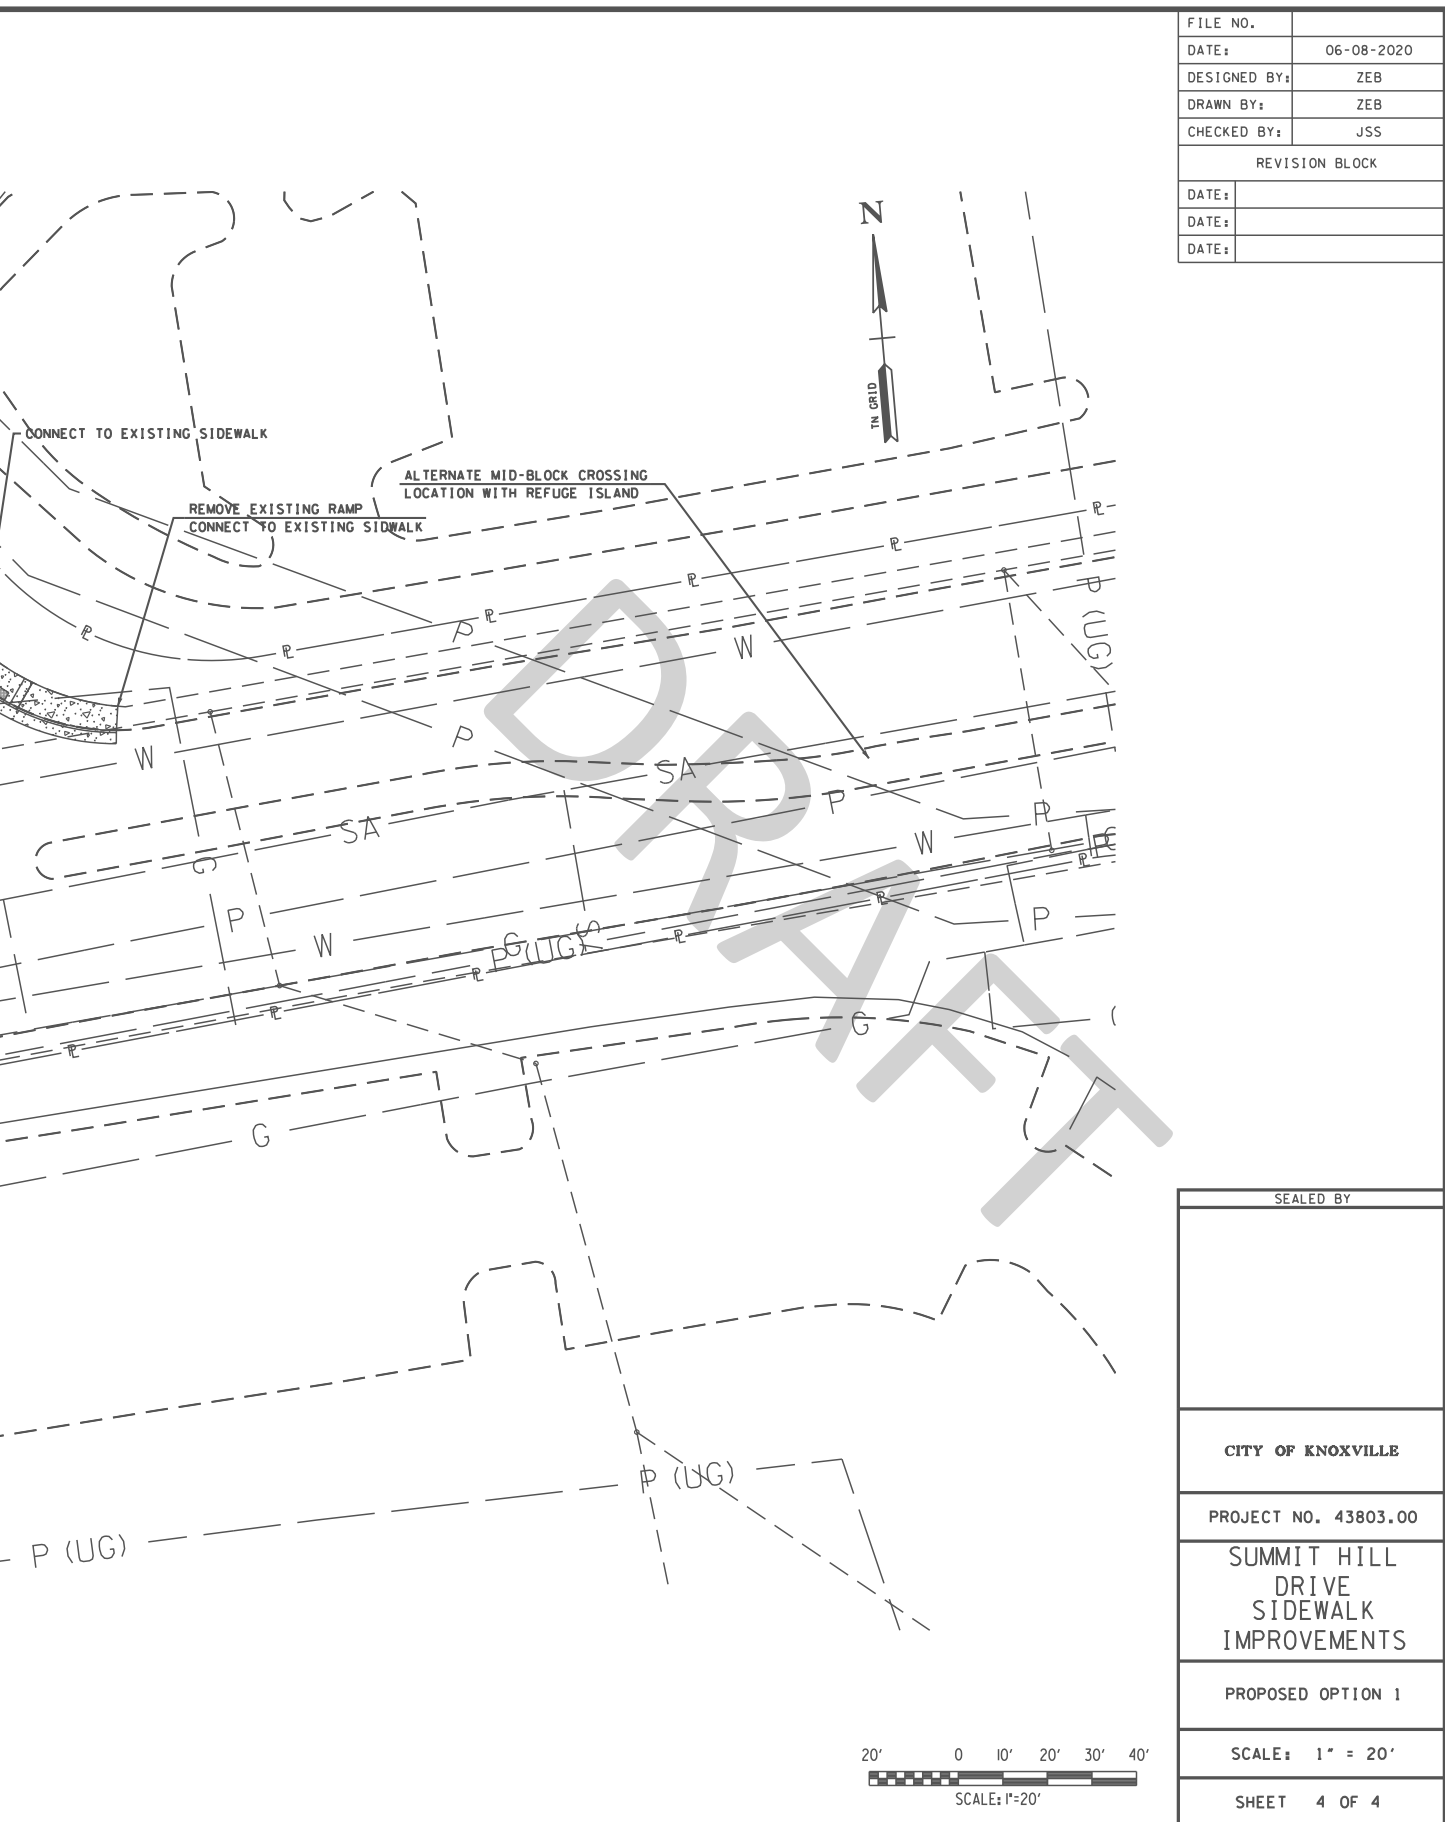 FILE NO.
DATE: 06-08-2020
DESIGNED BY: ZEB
DRAWN BY: ZEB
CHECKED BY: JSS
REVISION BLOCK
DATE:
DATE:
DATE:
N
TN GRID
CONNECT TO EXISTING SIDEWALK
ALTERNATE MID-BLOCK CROSSING
LOCATION WITH REFUGE ISLAND
REMOVE EXISTING RAMP
CONNECT TO EXISTING SIDWALK
DRAFT
P (UG)
P
W
P
W
SA
SA
P
P
W
G
P
P
W
G
P (UG)
S
G
G
P (UG)
P (UG)
SEALED BY
CITY OF KNOXVILLE
PROJECT NO. 43803.00
SUMMIT HILL
DRIVE
SIDEWALK
IMPROVEMENTS
PROPOSED OPTION 1
SCALE: 1" = 20'
SHEET 4 OF 4
20' 0 10' 20' 30' 40'
SCALE: 1"=20'